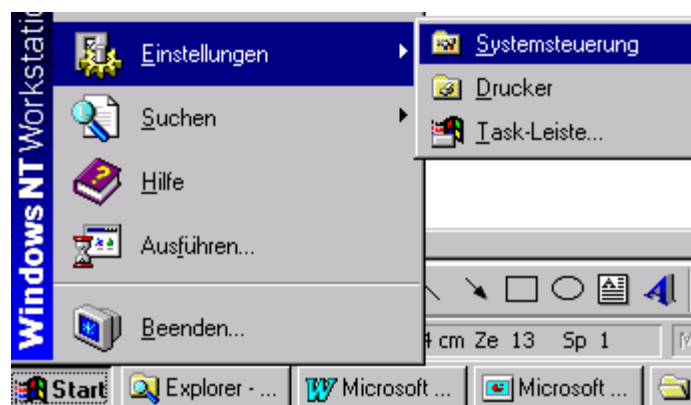 Windows NT Workstatio
Einstellungen
Suchen
Hilfe
Ausführen...
Beenden...
Systemsteuerung
Drucker
Task-Leiste...
4 cm Ze 13 Sp 1
Start
Explorer - ...
Microsoft ...
Microsoft ...